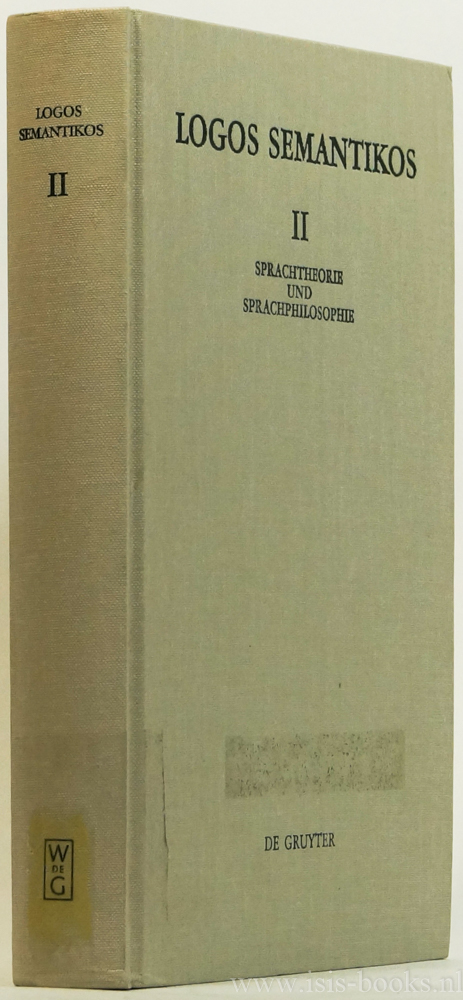 LOGOS
SEMANTIKOS
II
W
DE
G
LOGOS SEMANTIKOS
II
SPRACHTHEORIE
UND
SPRACHPHILOSOPHIE
DE GRUYTER
www.isis-books.nl